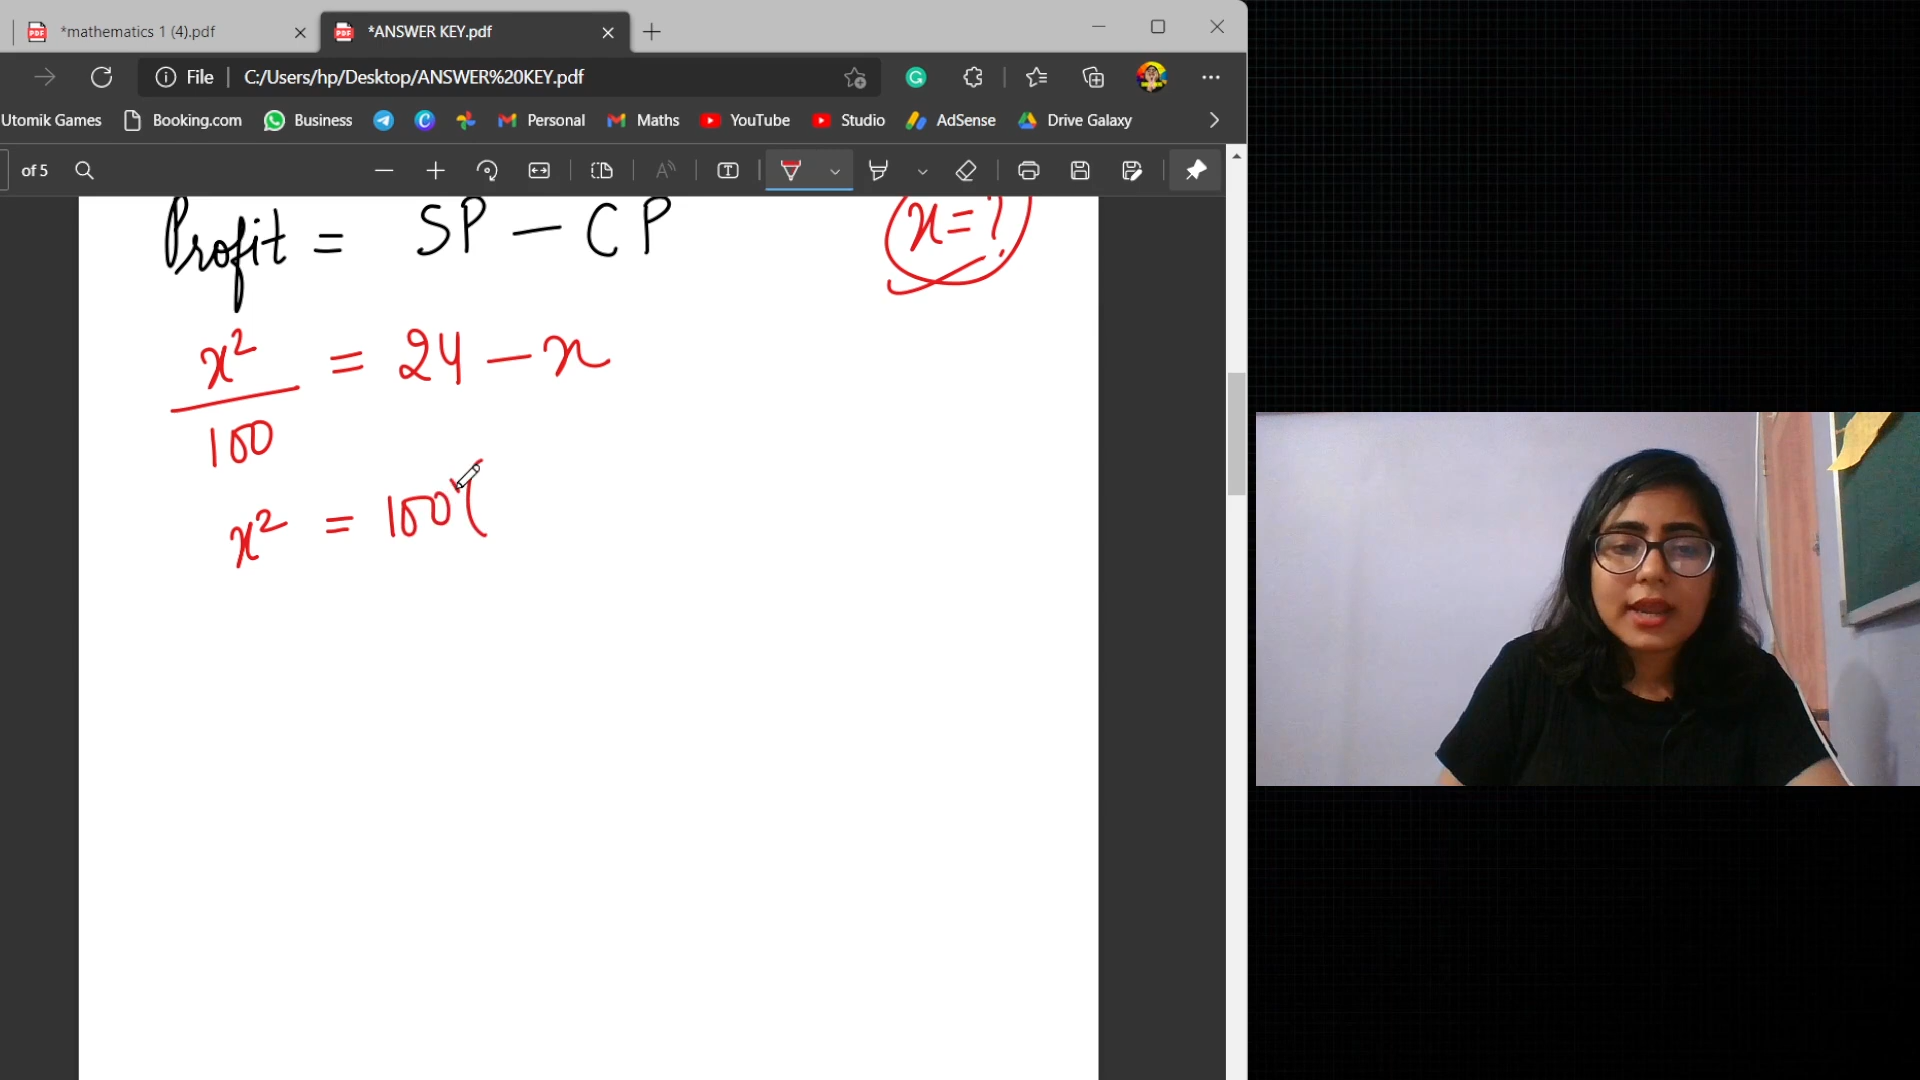 *mathematics 1 (4).pdf
*ANSWER KEY.pdf
File C:/Users/hp/Desktop/ANSWER%20KEY.pdf
Utomik Games Booking.com Business Personal Maths YouTube Studio AdSense Drive Galaxy
of 5
Profit = SP - CP
x = ?
x²/100 = 24 - x
x² = 100(